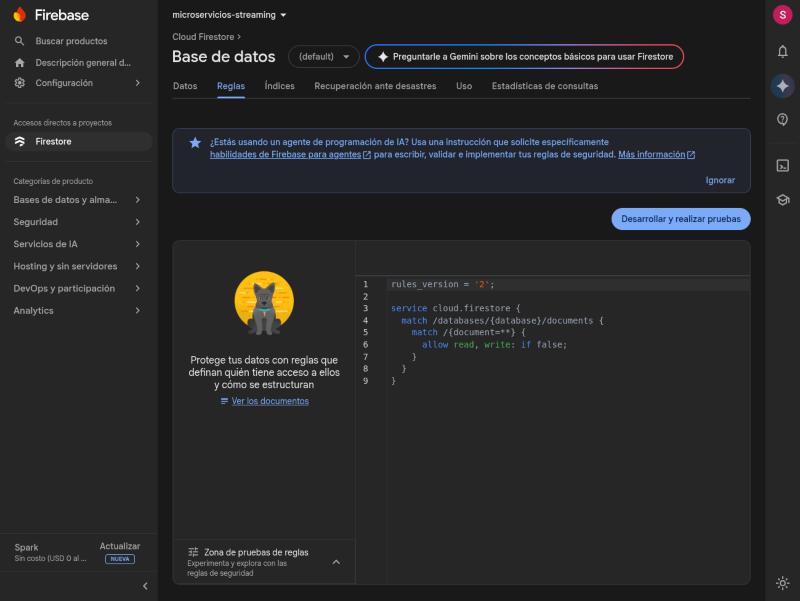 Firebase
Buscar productos
Descripción general d...
Configuración
Accesos directos a proyectos
Firestore
Categorías de producto
Bases de datos y alma...
Seguridad
Servicios de IA
Hosting y sin servidores
DevOps y participación
Analytics
Spark
Sin costo (USD 0 al ...
Actualizar
NUEVA
microservicios-streaming
Cloud Firestore
Base de datos
(default)
Preguntarle a Gemini sobre los conceptos básicos para usar Firestore
Datos Reglas Índices Recuperación ante desastres Uso Estadísticas de consultas
¿Estás usando un agente de programación de IA? Usa una instrucción que solicite específicamente
habilidades de Firebase para agentes para escribir, validar e implementar tus reglas de seguridad. Más información
Ignorar
Desarrollar y realizar pruebas
Protege tus datos con reglas que
definan quién tiene acceso a ellos
y cómo se estructuran
Ver los documentos
Zona de pruebas de reglas
Experimenta y explora con las
reglas de seguridad
1 rules_version = '2';
2
3 service cloud.firestore {
4   match /databases/{database}/documents {
5     match /{document=**} {
6       allow read, write: if false;
7     }
8   }
9 }
S